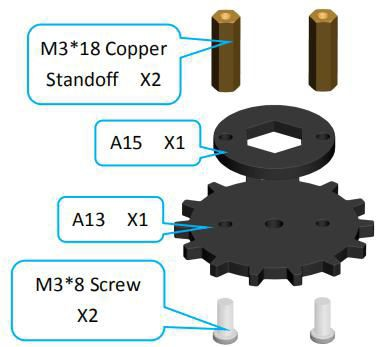 M3*18 Copper
Standoff X2
A15 X1
A13 X1
M3*8 Screw
X2